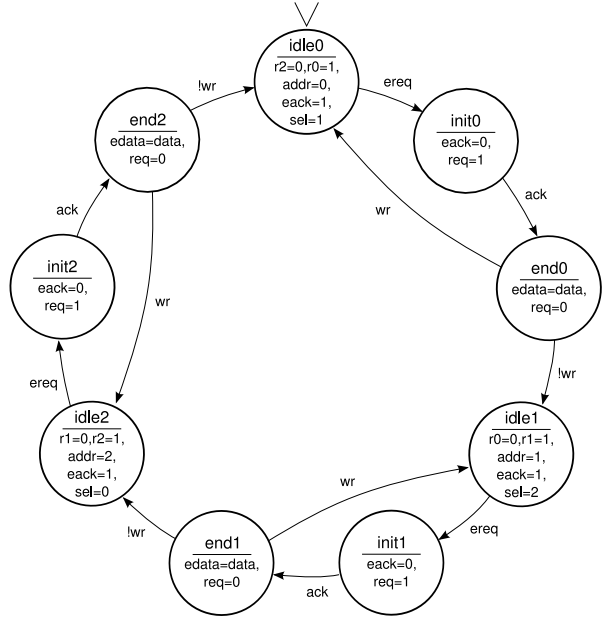 idle0
r2=0,r0=1,
addr=0,
eack=1,
sel=1
!wr
ereq
end2
edata=data,
req=0
init0
eack=0,
req=1
ack
wr
ack
init2
eack=0,
req=1
end0
edata=data,
req=0
wr
ereq
!wr
idle2
r1=0,r2=1,
addr=2,
eack=1,
sel=0
idle1
r0=0,r1=1,
addr=1,
eack=1,
sel=2
wr
!wr
ereq
end1
edata=data,
req=0
init1
eack=0,
req=1
ack